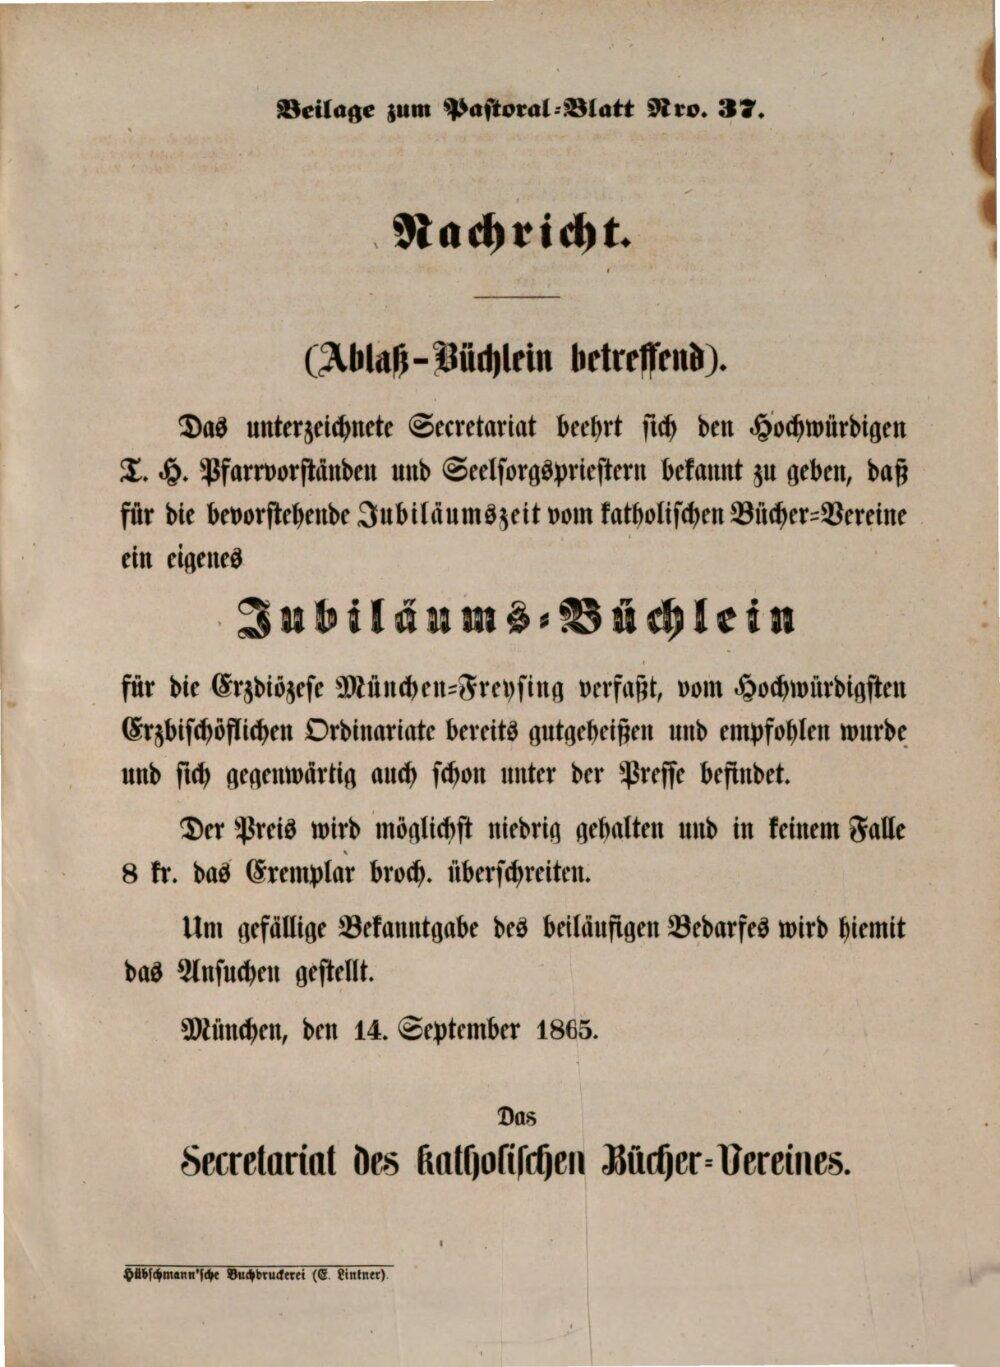 Beilage zum Pastoral-Blatt Nro. 37.
Nachricht.
(Ablaß-Büchlein betreffend).
Das unterzeichnete Secretariat beehrt sich den Hochwürdigen
T. H. Pfarrvorständen und Seelsorgspriestern bekannt zu geben, daß
für die bevorstehende Jubiläumszeit vom katholischen Bücher-Vereine
ein eigenes
Jubiläums-Büchlein
für die Erzdiözese München-Freysing verfaßt, vom Hochwürdigsten
Erzbischöflichen Ordinariate bereits gutgeheißen und empfohlen wurde
und sich gegenwärtig auch schon unter der Presse befindet.
Der Preis wird möglichst niedrig gehalten und in keinem Falle
8 kr. das Exemplar broch. überschreiten.
Um gefällige Bekanntgabe des beiläufigen Bedarfes wird hiemit
das Ansuchen gestellt.
München, den 14. September 1865.
Das
Secretariat des katholischen Bücher-Vereines.
Hübschmann'sche Buchdruckerei (E. Lintner).